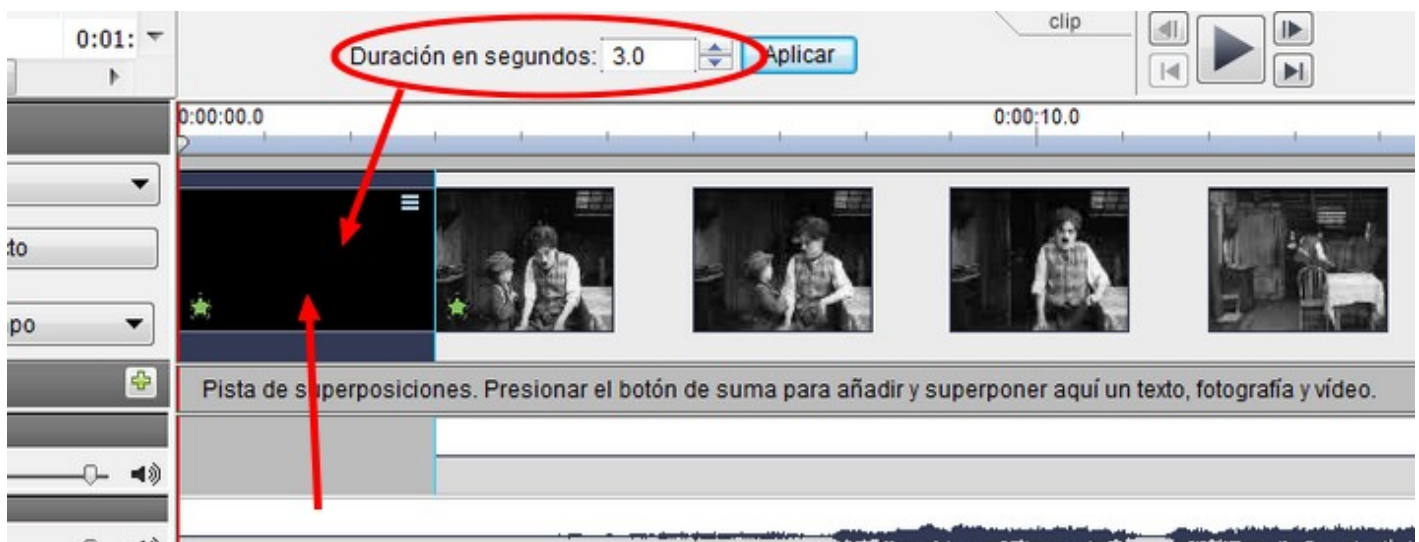 clip
0:01:
Duración en segundos: 3.0
Aplicar
0:00:00.0
0:00:10.0
to
po
Pista de superposiciones. Presionar el botón de suma para añadir y superponer aquí un texto, fotografía y vídeo.